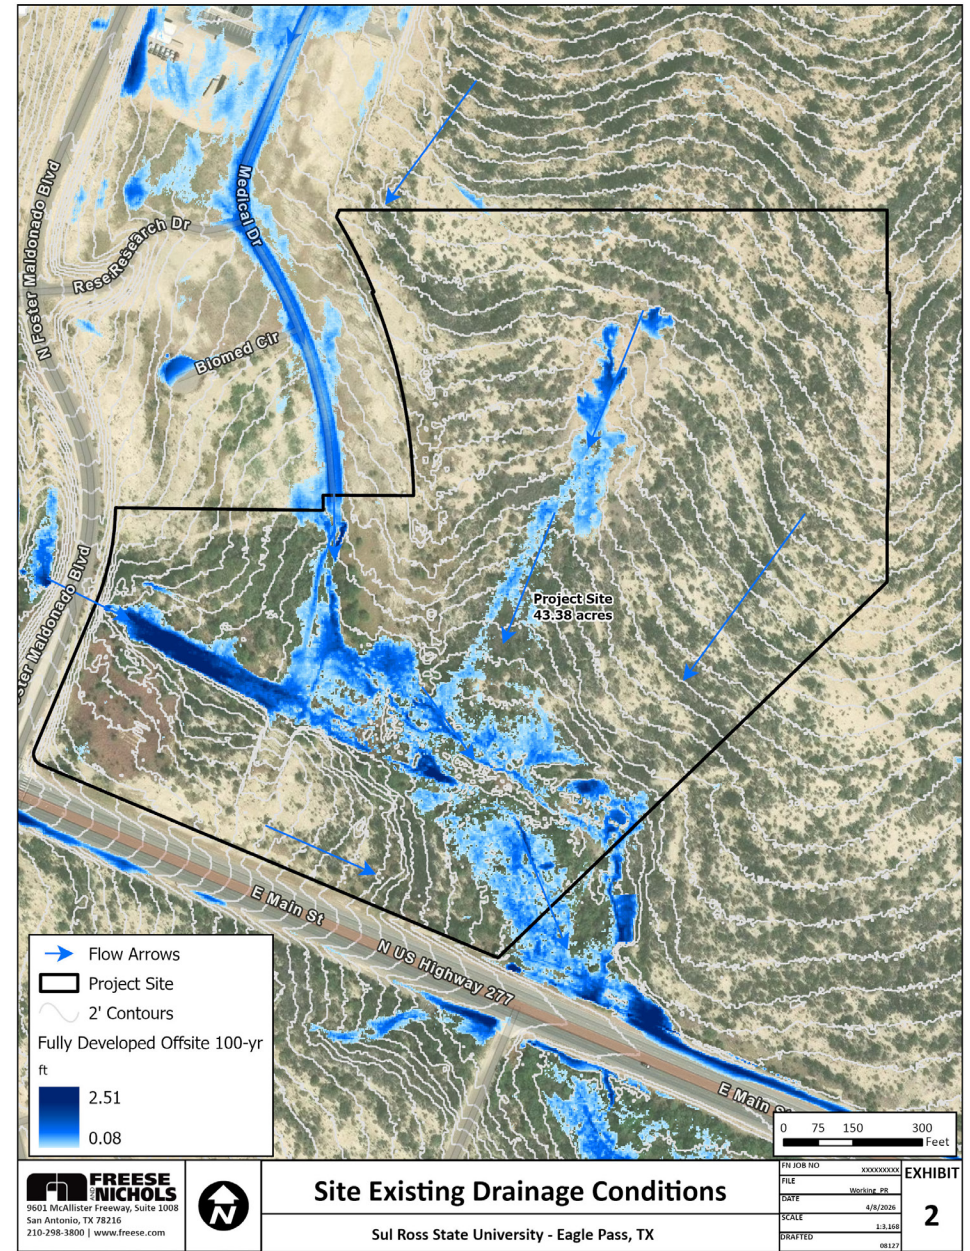 Medical Dr
N Foster Maldonado Blvd
Rese
Research Dr
Biomed Cir
Project Site
43.38 acres
ster Maldonado Blvd
E Main St
N US Highway 277
E Main St
Flow Arrows
Project Site
2' Contours
Fully Developed Offsite 100-yr
ft
2.51
0.08
0 75 150 300
Feet
FREESE
AND
NICHOLS
9601 McAllister Freeway, Suite 1008
San Antonio, TX 78216
210-298-3800 | www.freese.com
N
Site Existing Drainage Conditions
Sul Ross State University - Eagle Pass, TX
FN JOB NO XXXXXXXXX
FILE
Working_PR
DATE
4/8/2026
SCALE
1:3,168
DRAFTED
08127
EXHIBIT
2